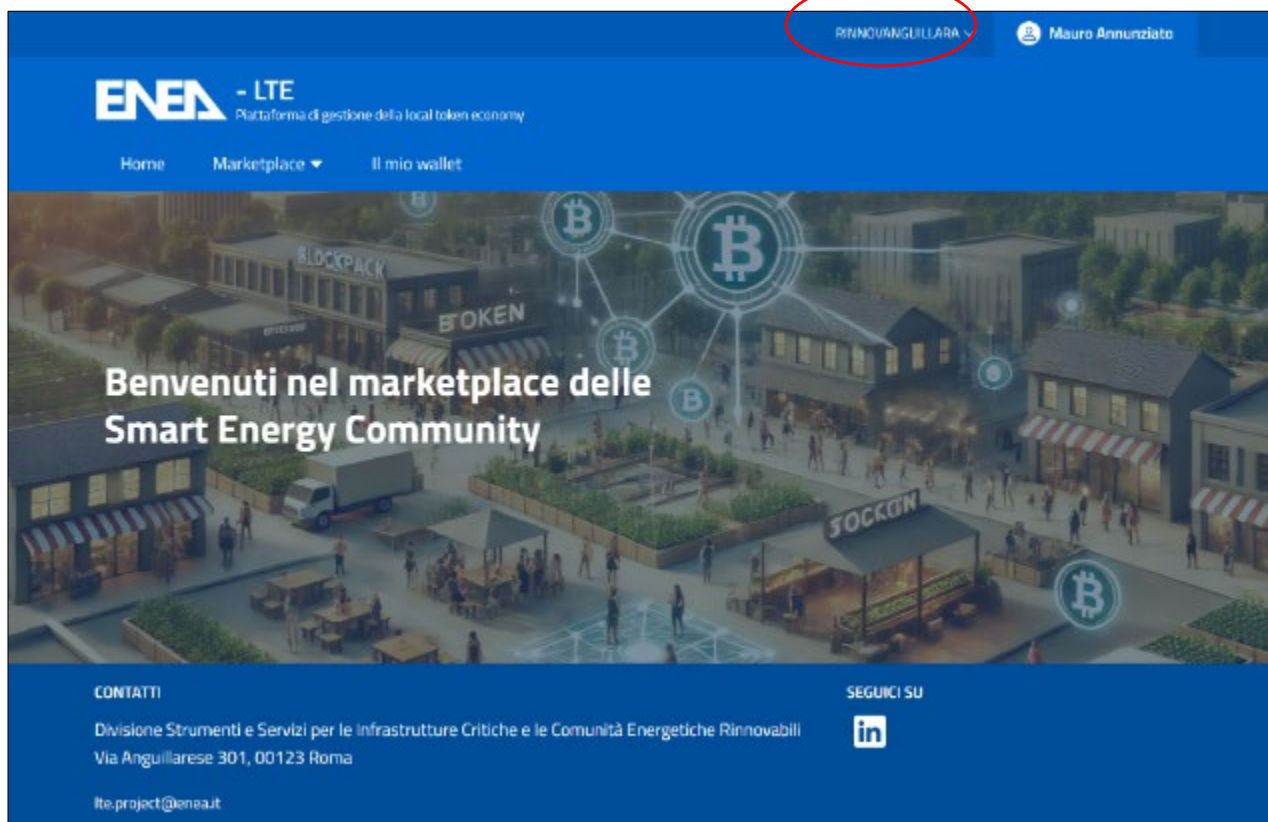 RINNOVANGUILLARA
Mauro Annunziato
ENEA - LTE
Piattaforma di gestione della local token economy
Home Marketplace Il mio wallet
BLOCKPACK
BTOKEN
Benvenuti nel marketplace delle
Smart Energy Community
CONTATTI
SEGUICI SU
Divisione Strumenti e Servizi per le Infrastrutture Critiche e le Comunità Energetiche Rinnovabili
in
Via Anguillarese 301, 00123 Roma
lte.project@enea.it